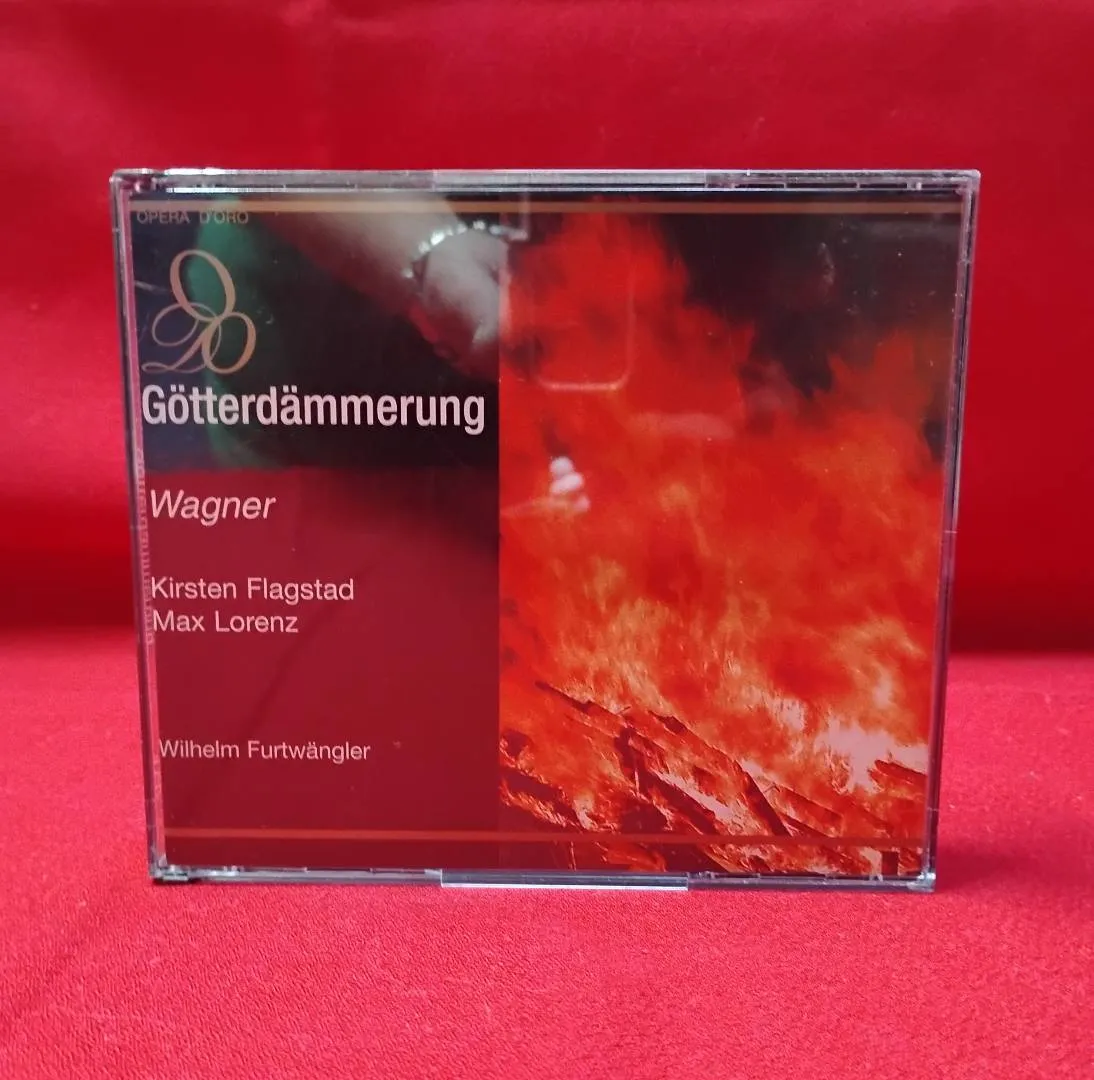 OPERA D'ORO
Götterdämmerung
Wagner
Kirsten Flagstad
Max Lorenz
Wilhelm Furtwängler